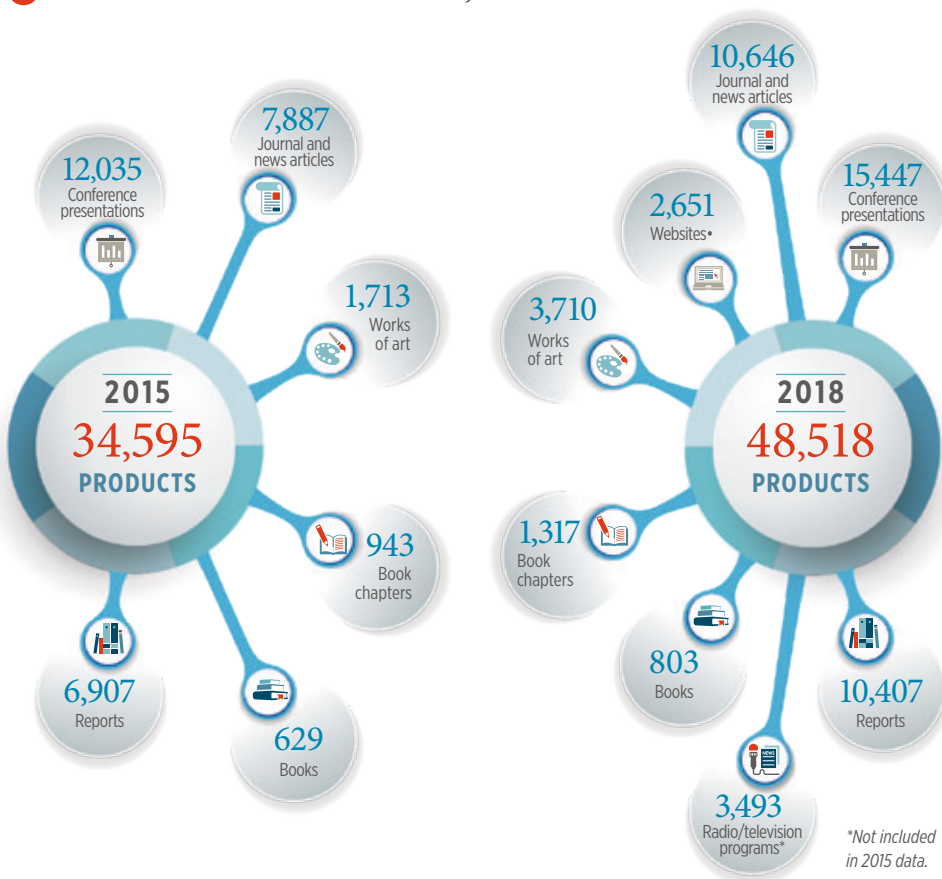 12,035
Conference
presentations
7,887
Journal and
news articles
1,713
Works
of art
2015
34,595
PRODUCTS
943
Book
chapters
6,907
Reports
629
Books
10,646
Journal and
news articles
2,651
Websites•
15,447
Conference
presentations
3,710
Works
of art
2018
48,518
PRODUCTS
1,317
Book
chapters
803
Books
10,407
Reports
NEWS
3,493
Radio/television
programs*
*Not included
in 2015 data.